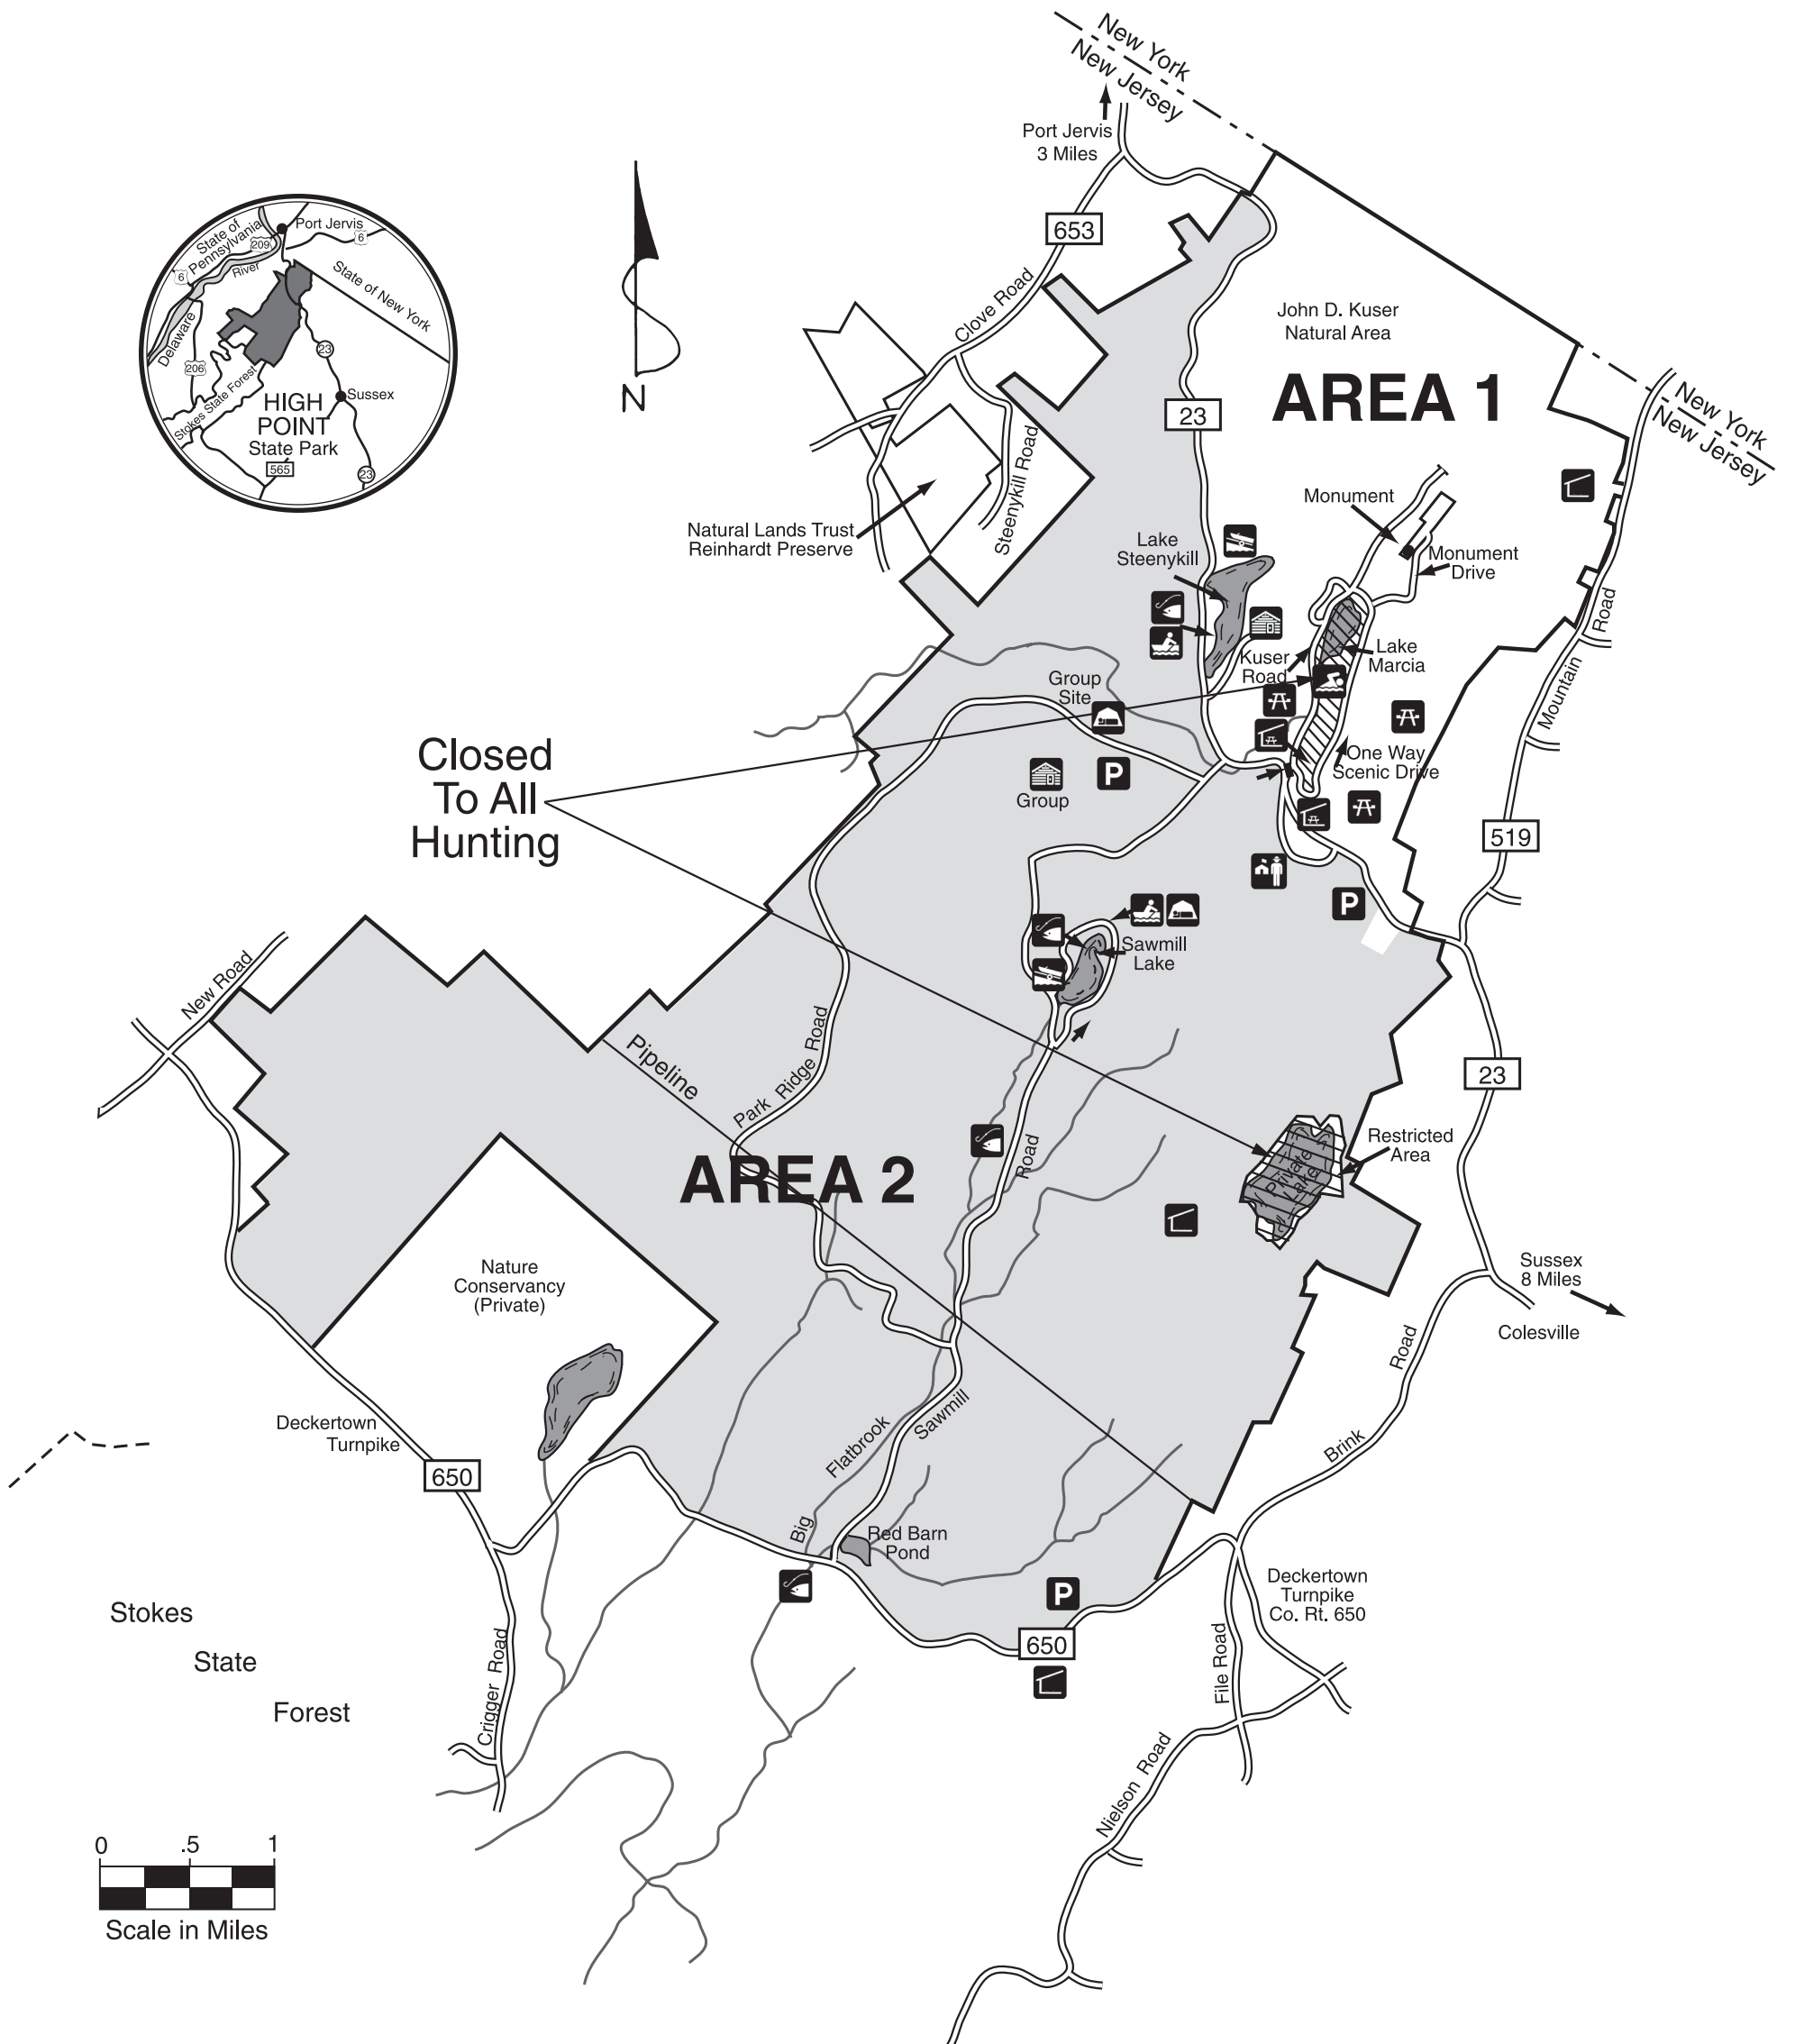 New York
New Jersey
Port Jervis
3 Miles
653
Clove Road
State of
Pennsylvania
209
Port Jervis
6
6
River
State of New York
Delaware
206
23
Stokes State Forest
Sussex
HIGH
POINT
State Park
565
23
N
John D. Kuser
Natural Area
AREA 1
23
New York
New Jersey
Steenykill Road
Natural Lands Trust
Reinhardt Preserve
Monument
Lake
Steenykill
Monument
Drive
Road
Mountain
Kuser
Road
Lake
Marcia
Group
Site
One Way
Scenic Drive
Closed
To All
Hunting
Group
P
519
P
Sawmill
Lake
New Road
Pipeline
Park Ridge Road
23
AREA 2
Road
Restricted
Area
Private
Lake
Nature
Conservancy
(Private)
Sussex
8 Miles
Colesville
Road
Brink
Deckertown
Turnpike
650
Flatbrook
Sawmill
Big
Red Barn
Pond
P
650
Deckertown
Turnpike
Co. Rt. 650
File Road
Stokes
State
Forest
Crigger Road
Nielson Road
0 .5 1
Scale in Miles